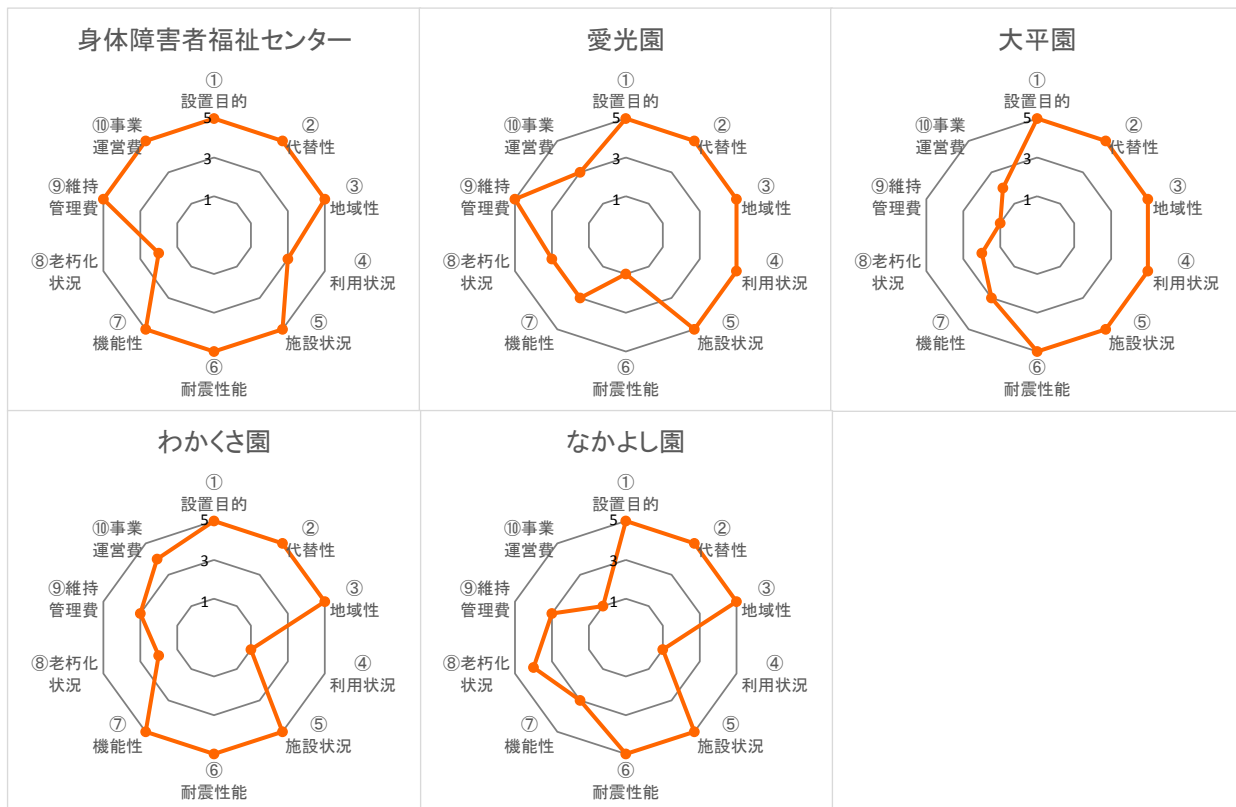 身体障害者福祉センター
①
設置目的
②
代替性
③
地域性
④
利用状況
⑤
施設状況
⑥
耐震性能
⑦
機能性
⑧老朽化
状況
⑨維持
管理費
⑩事業
運営費
5
3
1
愛光園
①
設置目的
②
代替性
③
地域性
④
利用状況
⑤
施設状況
⑥
耐震性能
⑦
機能性
⑧老朽化
状況
⑨維持
管理費
⑩事業
運営費
5
3
1
大平園
①
設置目的
②
代替性
③
地域性
④
利用状況
⑤
施設状況
⑥
耐震性能
⑦
機能性
⑧老朽化
状況
⑨維持
管理費
⑩事業
運営費
5
3
1
わかくさ園
①
設置目的
②
代替性
③
地域性
④
利用状況
⑤
施設状況
⑥
耐震性能
⑦
機能性
⑧老朽化
状況
⑨維持
管理費
⑩事業
運営費
5
3
1
なかよし園
①
設置目的
②
代替性
③
地域性
④
利用状況
⑤
施設状況
⑥
耐震性能
⑦
機能性
⑧老朽化
状況
⑨維持
管理費
⑩事業
運営費
5
3
1